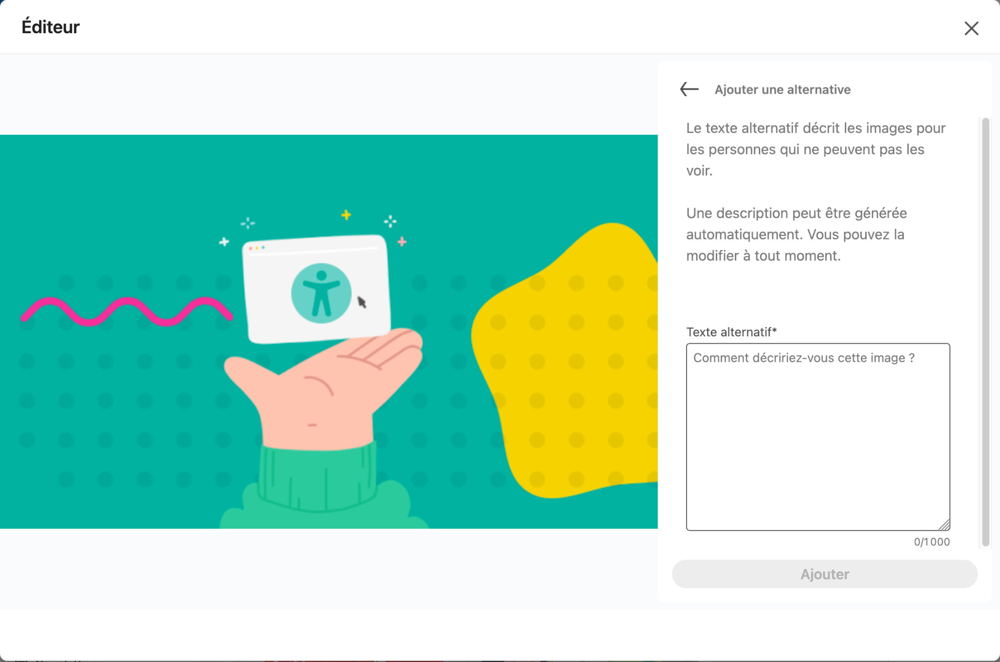 Éditeur
Ajouter une alternative
Le texte alternatif décrit les images pour
les personnes qui ne peuvent pas les
voir.
Une description peut être générée
automatiquement. Vous pouvez la
modifier à tout moment.
Texte alternatif*
Comment décririez-vous cette image ?
0/1 000
Ajouter